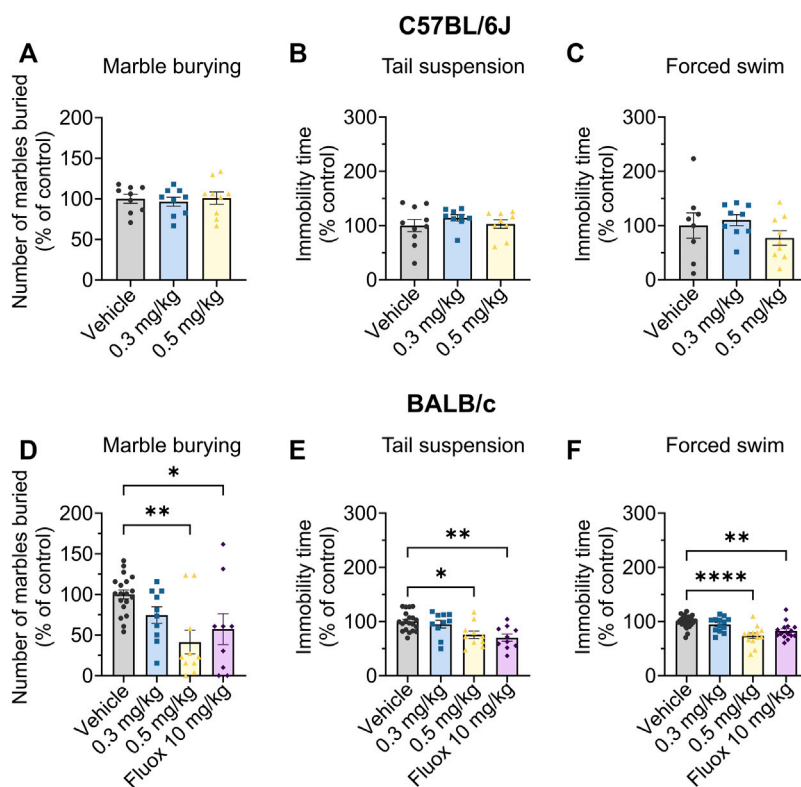 C57BL/6J
A
Marble burying
Number of marbles buried
(% of control)
200
150
100
50
0
Vehicle
0.3 mg/kg
0.5 mg/kg
B
Tail suspension
Immobility time
(% of control)
300
200
100
0
Vehicle
0.3 mg/kg
0.5 mg/kg
C
Forced swim
Immobility time
(% of control)
300
200
100
0
Vehicle
0.3 mg/kg
0.5 mg/kg
BALB/c
D
Marble burying
Number of marbles buried
(% of control)
200
150
100
50
0
*
**
Vehicle
0.3 mg/kg
0.5 mg/kg
Fluox 10 mg/kg
E
Tail suspension
Immobility time
(% of control)
300
200
100
0
**
*
Vehicle
0.3 mg/kg
0.5 mg/kg
Fluox 10 mg/kg
F
Forced swim
Immobility time
(% of control)
300
200
100
0
**
****
Vehicle
0.3 mg/kg
0.5 mg/kg
Fluox 10 mg/kg